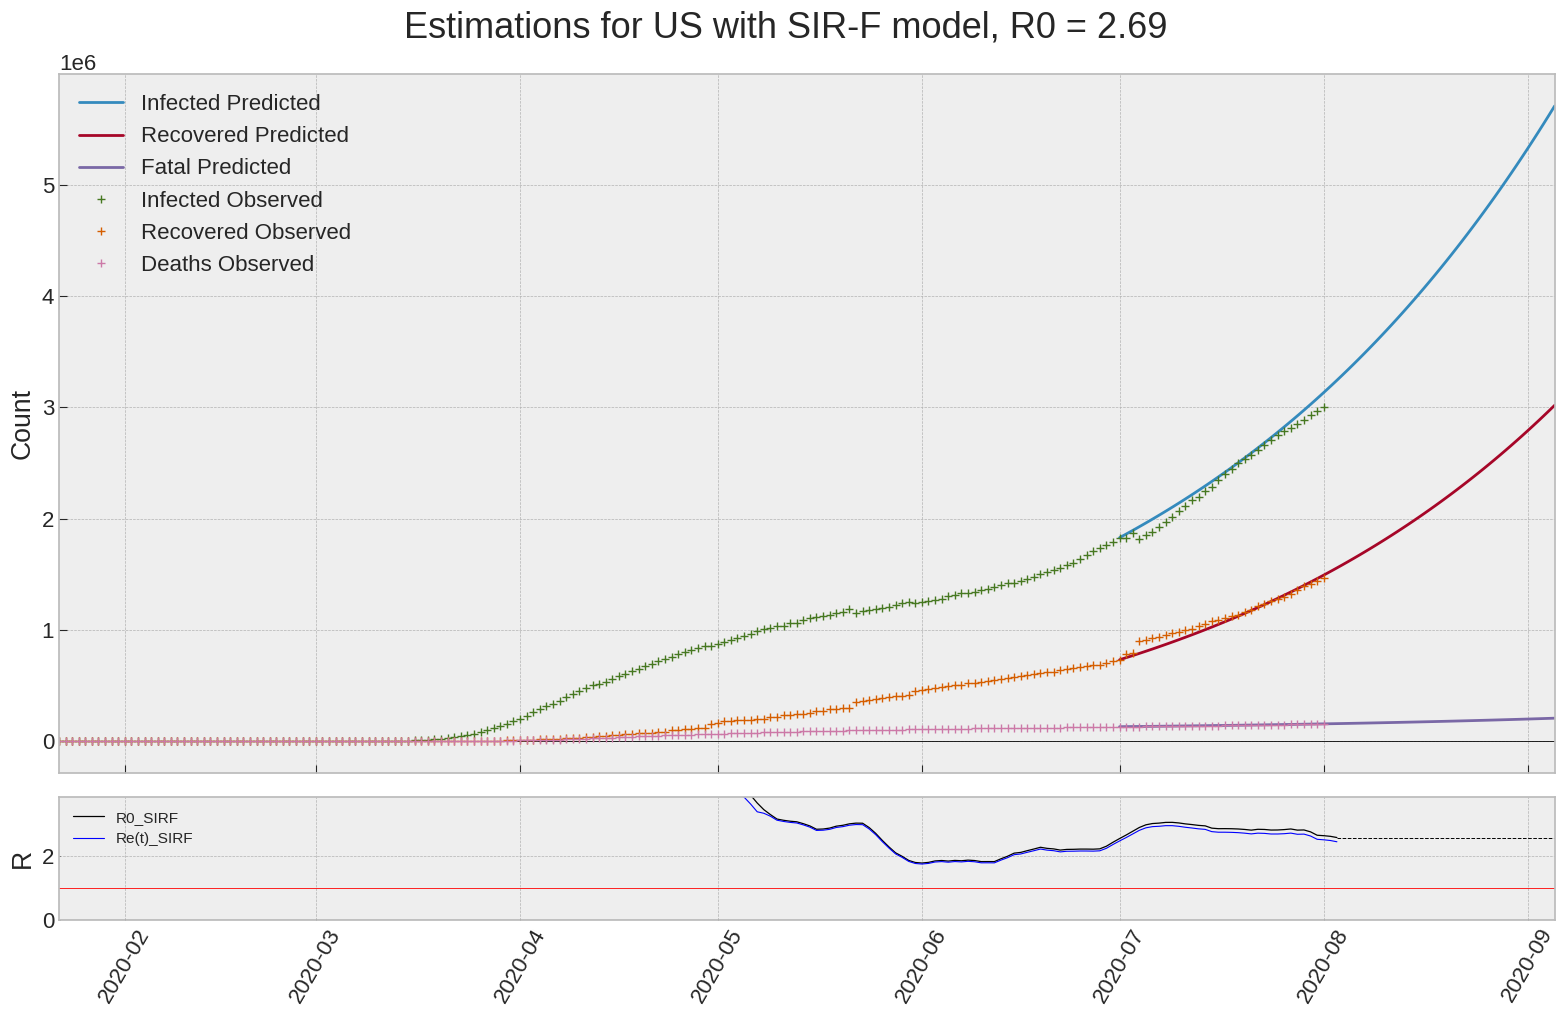 Estimations for US with SIR-F model, R0 = 2.69
1e6
Infected Predicted
Recovered Predicted
Fatal Predicted
Infected Observed
Recovered Observed
Deaths Observed
5
4
3
2
1
0
Count
R0_SIRF
Re(t)_SIRF
2
0
R
2020-02
2020-03
2020-04
2020-05
2020-06
2020-07
2020-08
2020-09